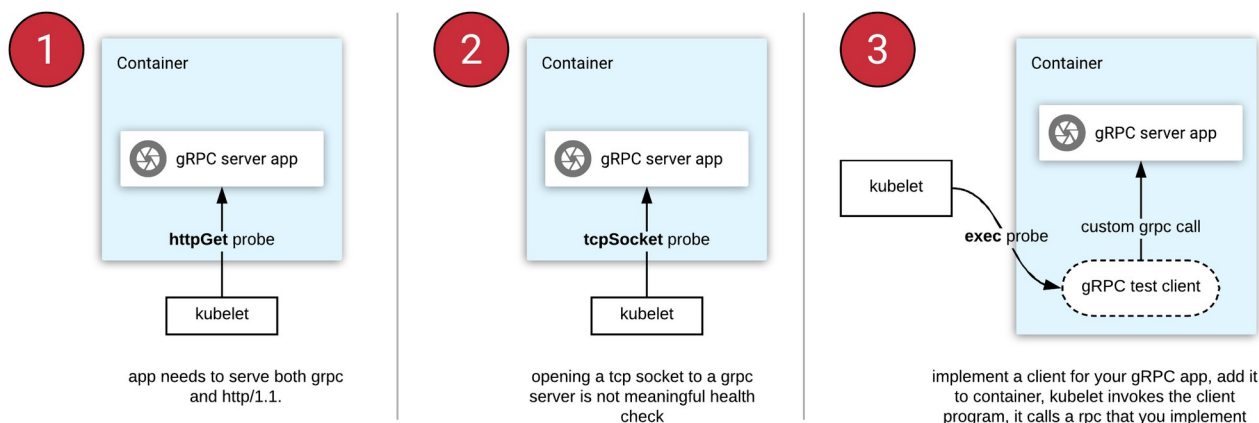 1
Container
gRPC server app
httpGet probe
kubelet
app needs to serve both grpc
and http/1.1.
2
Container
gRPC server app
tcpSocket probe
kubelet
opening a tcp socket to a grpc
server is not meaningful health
check
3
Container
gRPC server app
kubelet
custom grpc call
exec probe
gRPC test client
implement a client for your gRPC app, add it
to container, kubelet invokes the client
program, it calls a rpc that you implement